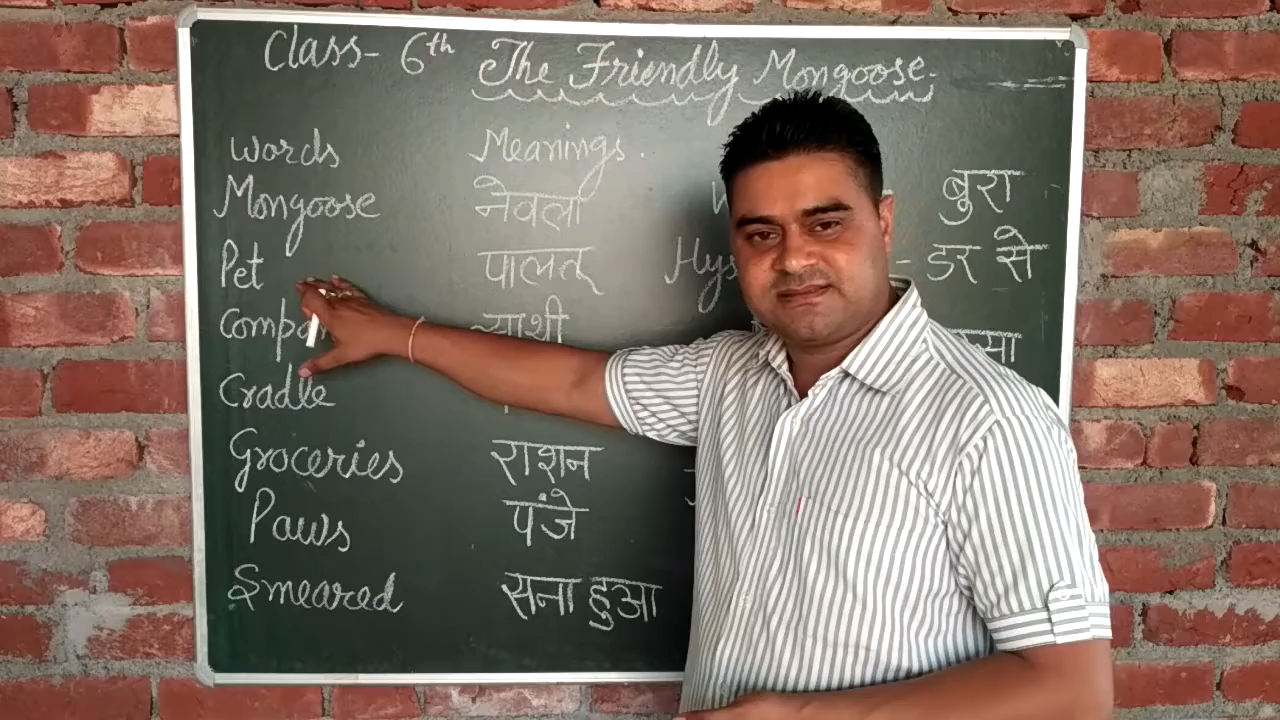 Class- 6th The Friendly Mongoose.
words Meanings.
Mongoose नेवला बुरा
Pet पालतू - डर से
साथी
Cradle
Groceries राशन
Paws पंजे
Smeared सना हुआ